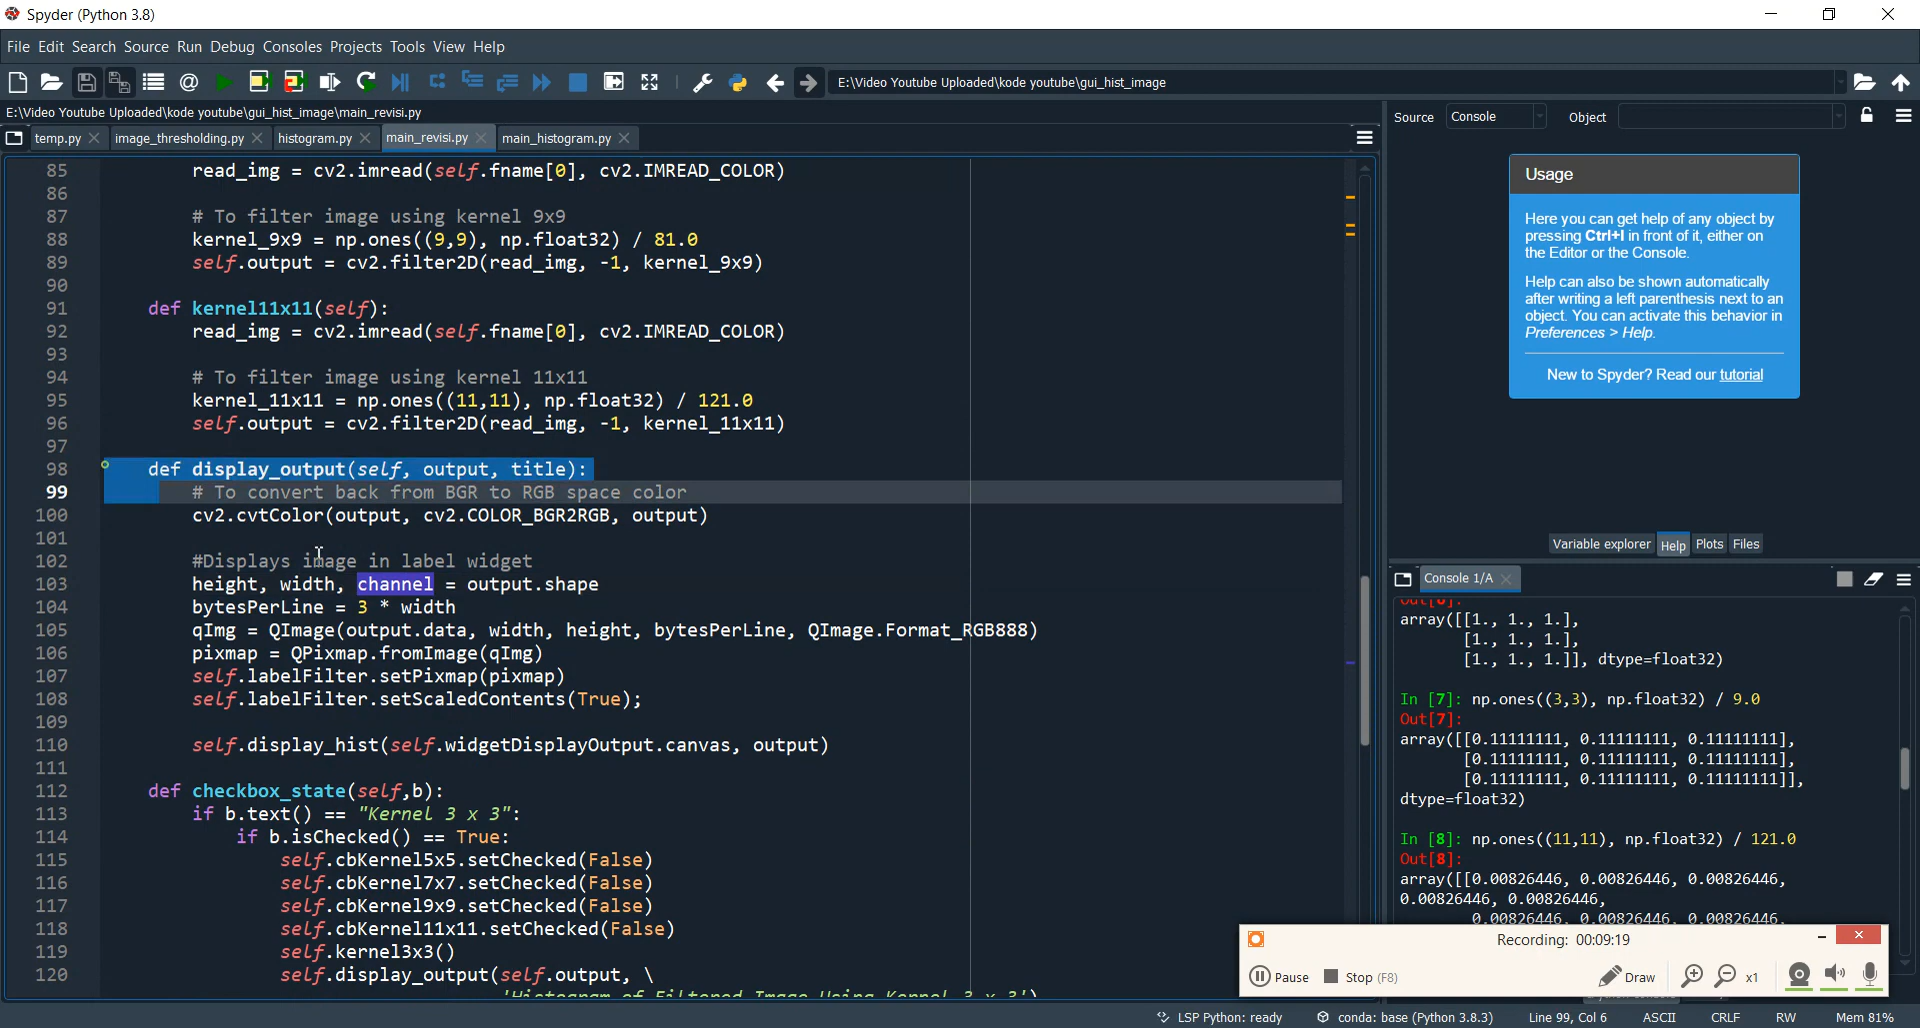 Spyder (Python 3.8)
File Edit Search Source Run Debug Consoles Projects Tools View Help
E:\Video Youtube Uploaded\kode youtube\gui_hist_image
E:\Video Youtube Uploaded\kode youtube\gui_hist_image\main_revisi.py
temp.py image_thresholding.py histogram.py main_revisi.py main_histogram.py
85 read_img = cv2.imread(self.fname[0], cv2.IMREAD_COLOR)
86
87 # To filter image using kernel 9x9
88 kernel_9x9 = np.ones((9,9), np.float32) / 81.0
89 self.output = cv2.filter2D(read_img, -1, kernel_9x9)
90
91 def kernel11x11(self):
92 read_img = cv2.imread(self.fname[0], cv2.IMREAD_COLOR)
93
94 # To filter image using kernel 11x11
95 kernel_11x11 = np.ones((11,11), np.float32) / 121.0
96 self.output = cv2.filter2D(read_img, -1, kernel_11x11)
97
98 def display_output(self, output, title):
99 # To convert back from BGR to RGB space color
100 cv2.cvtColor(output, cv2.COLOR_BGR2RGB, output)
101
102 #Displays image in label widget
103 height, width, channel = output.shape
104 bytesPerLine = 3 * width
105 qImg = QImage(output.data, width, height, bytesPerLine, QImage.Format_RGB888)
106 pixmap = QPixmap.fromImage(qImg)
107 self.labelFilter.setPixmap(pixmap)
108 self.labelFilter.setScaledContents(True);
109
110 self.display_hist(self.widgetDisplayOutput.canvas, output)
111
112 def checkbox_state(self,b):
113 if b.text() == "Kernel 3 x 3":
114 if b.isChecked() == True:
115 self.cbKernel5x5.setChecked(False)
116 self.cbKernel7x7.setChecked(False)
117 self.cbKernel9x9.setChecked(False)
118 self.cbKernel11x11.setChecked(False)
119 self.kernel3x3()
120 self.display_output(self.output, \
'Histogram of Filtered Image Using Kernel 3 x 3')
Source Console Object
Usage
Here you can get help of any object by
pressing Ctrl+I in front of it, either on
the Editor or the Console.
Help can also be shown automatically
after writing a left parenthesis next to an
object. You can activate this behavior in
Preferences > Help.
New to Spyder? Read our tutorial
Variable explorer Help Plots Files
Console 1/A
Out[6]:
array([[1., 1., 1.],
[1., 1., 1.],
[1., 1., 1.]], dtype=float32)
In [7]: np.ones((3,3), np.float32) / 9.0
Out[7]:
array([[0.11111111, 0.11111111, 0.11111111],
[0.11111111, 0.11111111, 0.11111111],
[0.11111111, 0.11111111, 0.11111111]],
dtype=float32)
In [8]: np.ones((11,11), np.float32) / 121.0
Out[8]:
array([[0.00826446, 0.00826446, 0.00826446,
0.00826446, 0.00826446,
0.00826446, 0.00826446, 0.00826446,
Recording: 00:09:19
Pause Stop (F8) Draw x1
LSP Python: ready conda: base (Python 3.8.3) Line 99, Col 6 ASCII CRLF RW Mem 81%